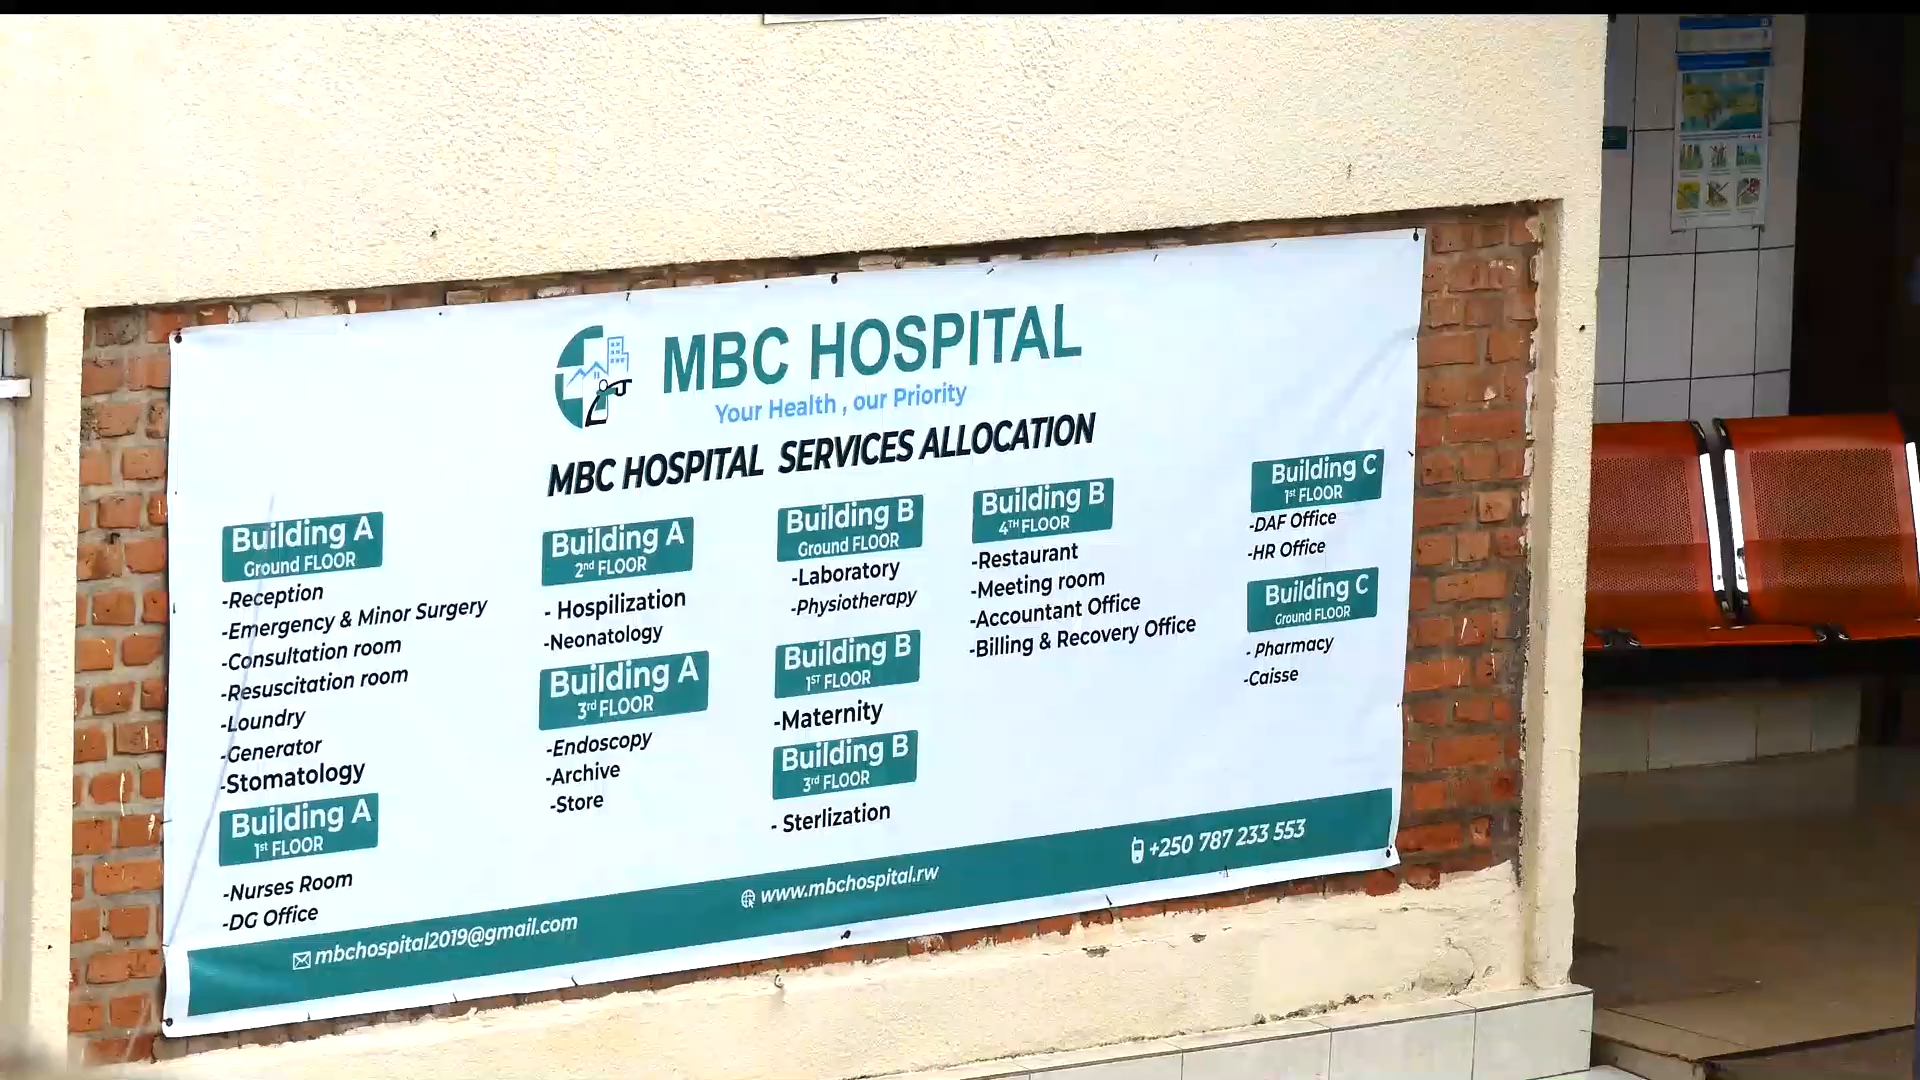 MBC HOSPITAL
Your Health , our Priority
MBC HOSPITAL SERVICES ALLOCATION
Building A
Ground FLOOR
-Reception
-Emergency & Minor Surgery
-Consultation room
-Resuscitation room
-Loundry
-Generator
-Stomatology
Building A
1st FLOOR
-Nurses Room
-DG Office
Building A
2nd FLOOR
- Hospilization
-Neonatology
Building A
3rd FLOOR
-Endoscopy
-Archive
-Store
Building B
Ground FLOOR
-Laboratory
-Physiotherapy
Building B
1ST FLOOR
-Maternity
Building B
3rd FLOOR
- Sterlization
Building B
4TH FLOOR
-Restaurant
-Meeting room
-Accountant Office
-Billing & Recovery Office
Building C
1st FLOOR
-DAF Office
-HR Office
Building C
Ground FLOOR
- Pharmacy
-Caisse
mbchospital2019@gmail.com
www.mbchospital.rw
+250 787 233 553